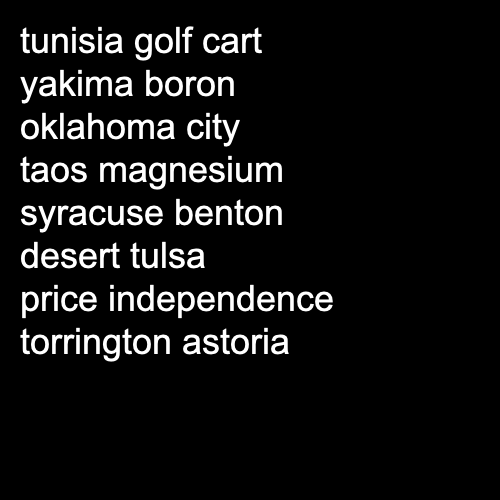 tunisia golf cart
yakima boron
oklahoma city
taos magnesium
syracuse benton
desert tulsa
price independence
torrington astoria